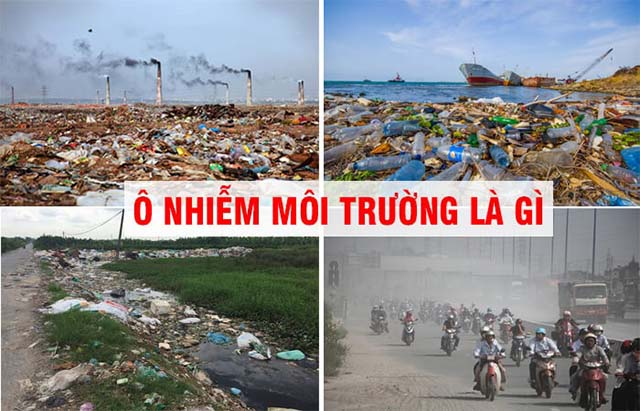 Ô NHIỄM MÔI TRƯỜNG LÀ GÌ